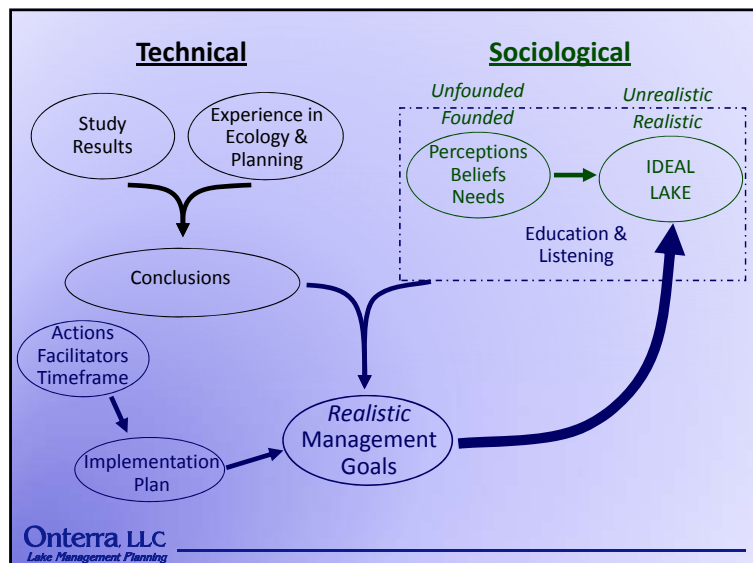 Technical
Sociological
Study
Results
Experience in
Ecology &
Planning
Unfounded
Founded
Perceptions
Beliefs
Needs
Unrealistic
Realistic
IDEAL
LAKE
Education &
Listening
Conclusions
Actions
Facilitators
Timeframe
Implementation
Plan
Realistic
Management
Goals
Onterra, LLC
Lake Management Planning